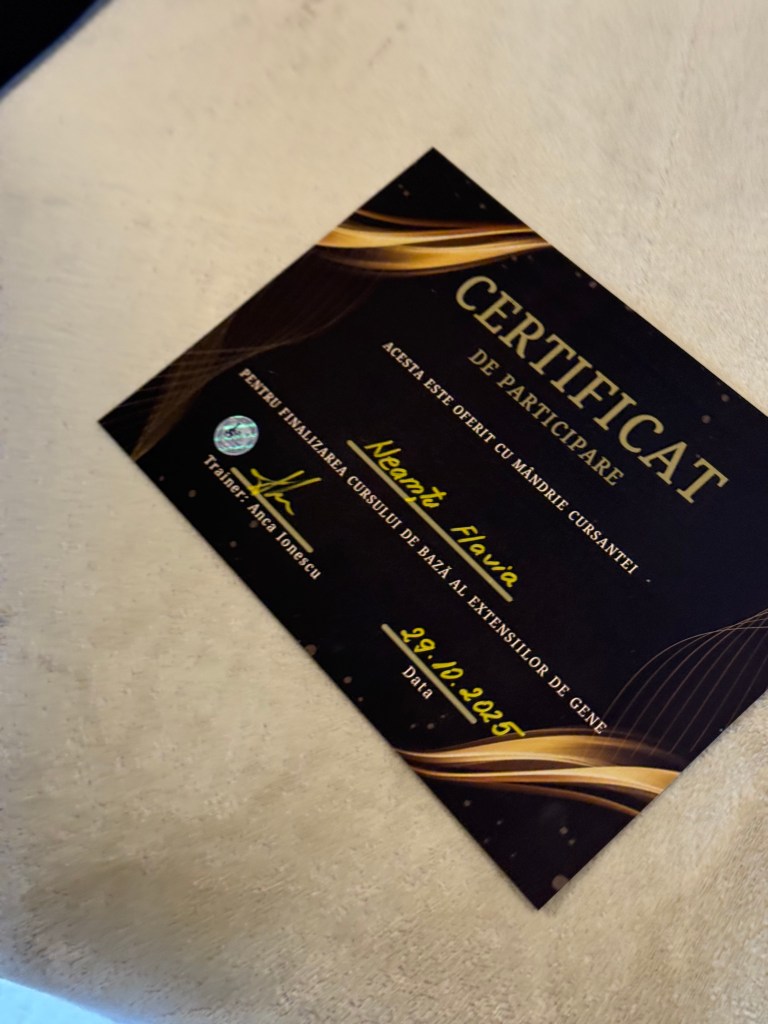 CERTIFICAT
DE PARTICIPARE
ACESTA ESTE OFERIT CU MÂNDRIE CURSANTEI
Neamțu Flavia
PENTRU FINALIZAREA CURSULUI DE BAZĂ AL EXTENSIILOR DE GENE
29.10.2025
Data
Trainer: Anca Ionescu